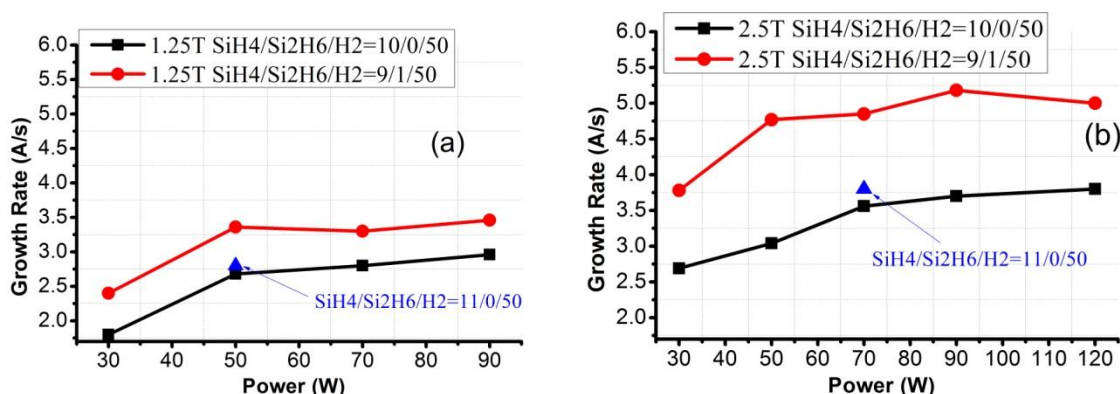 1.25T SiH4/Si2H6/H2=10/0/50
1.25T SiH4/Si2H6/H2=9/1/50
(a)
Growth Rate (A/s)
6.0
5.5
5.0
4.5
4.0
3.5
3.0
2.5
2.0
SiH4/Si2H6/H2=11/0/50
30 40 50 60 70 80 90
Power (W)
2.5T SiH4/Si2H6/H2=10/0/50
2.5T SiH4/Si2H6/H2=9/1/50
(b)
Growth Rate (A/s)
6.0
5.5
5.0
4.5
4.0
3.5
3.0
2.5
2.0
SiH4/Si2H6/H2=11/0/50
30 40 50 60 70 80 90 100 110 120
Power (W)